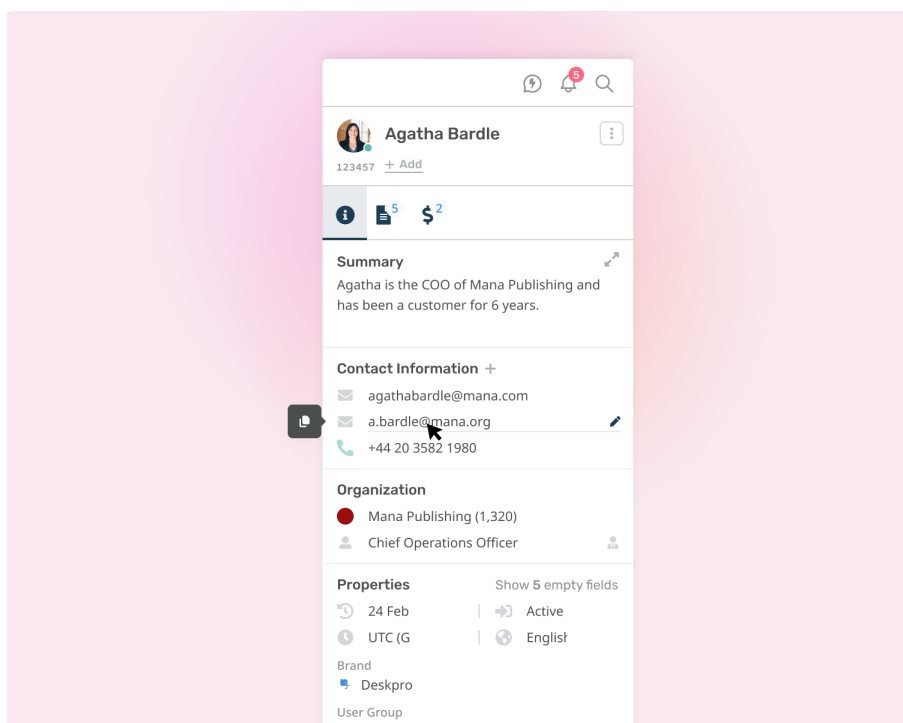 5
Agatha Bardle
123457 + Add
5 2
Summary
Agatha is the COO of Mana Publishing and
has been a customer for 6 years.
Contact Information +
agathabardle@mana.com
a.bardle@mana.org
+44 20 3582 1980
Organization
Mana Publishing (1,320)
Chief Operations Officer
Properties Show 5 empty fields
24 Feb Active
UTC (G English
Brand
Deskpro
User Group